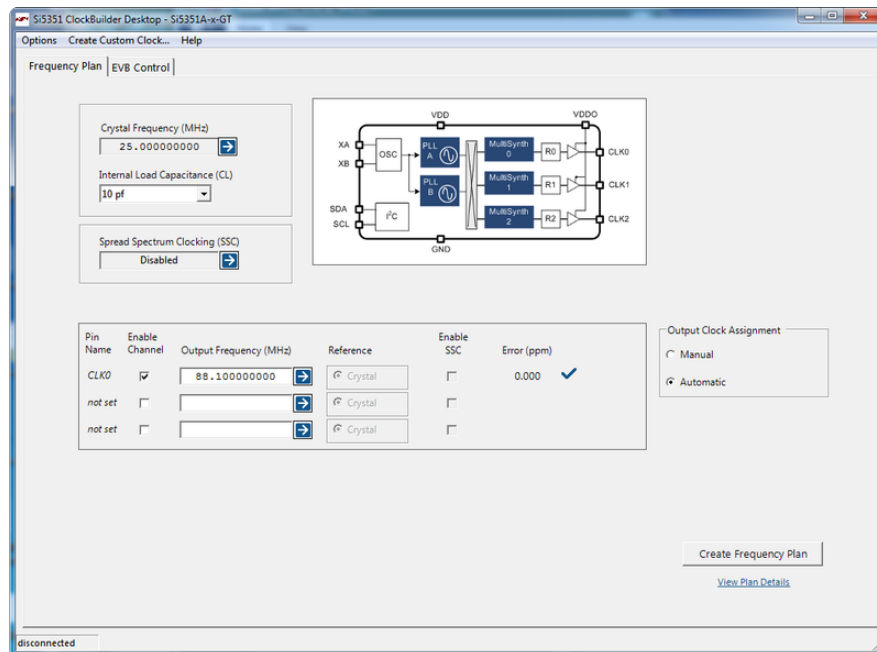 Si5351 ClockBuilder Desktop - Si5351A-x-GT
Options Create Custom Clock... Help
Frequency Plan EVB Control
Crystal Frequency (MHz)
25.000000000
Internal Load Capacitance (CL)
10 pf
Spread Spectrum Clocking (SSC)
Disabled
VDD VDDO
XA
XB
OSC
PLL
A
PLL
B
MultiSynth
0
R0
CLK0
MultiSynth
1
R1
CLK1
MultiSynth
2
R2
CLK2
SDA
SCL
I²C
GND
Pin
Name
Enable
Channel
Output Frequency (MHz)
Reference
Enable
SSC
Error (ppm)
CLK0 88.100000000 Crystal 0.000
not set Crystal
not set Crystal
Output Clock Assignment
Manual
Automatic
Create Frequency Plan
View Plan Details
disconnected